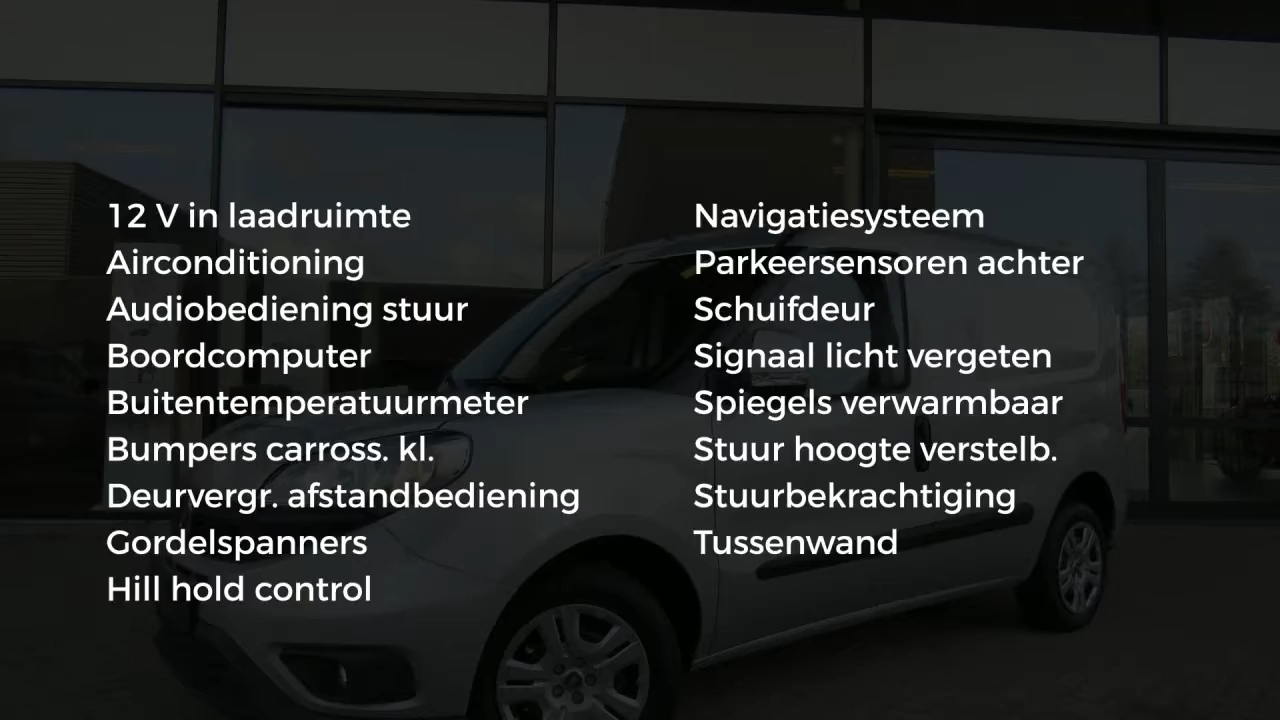 12 V in laadruimte
Airconditioning
Audiobediening stuur
Boordcomputer
Buitentemperatuurmeter
Bumpers carross. kl.
Deurvergr. afstandbediening
Gordelspanners
Hill hold control
Navigatiesysteem
Parkeersensoren achter
Schuifdeur
Signaal licht vergeten
Spiegels verwarmbaar
Stuur hoogte verstelb.
Stuurbekrachtiging
Tussenwand